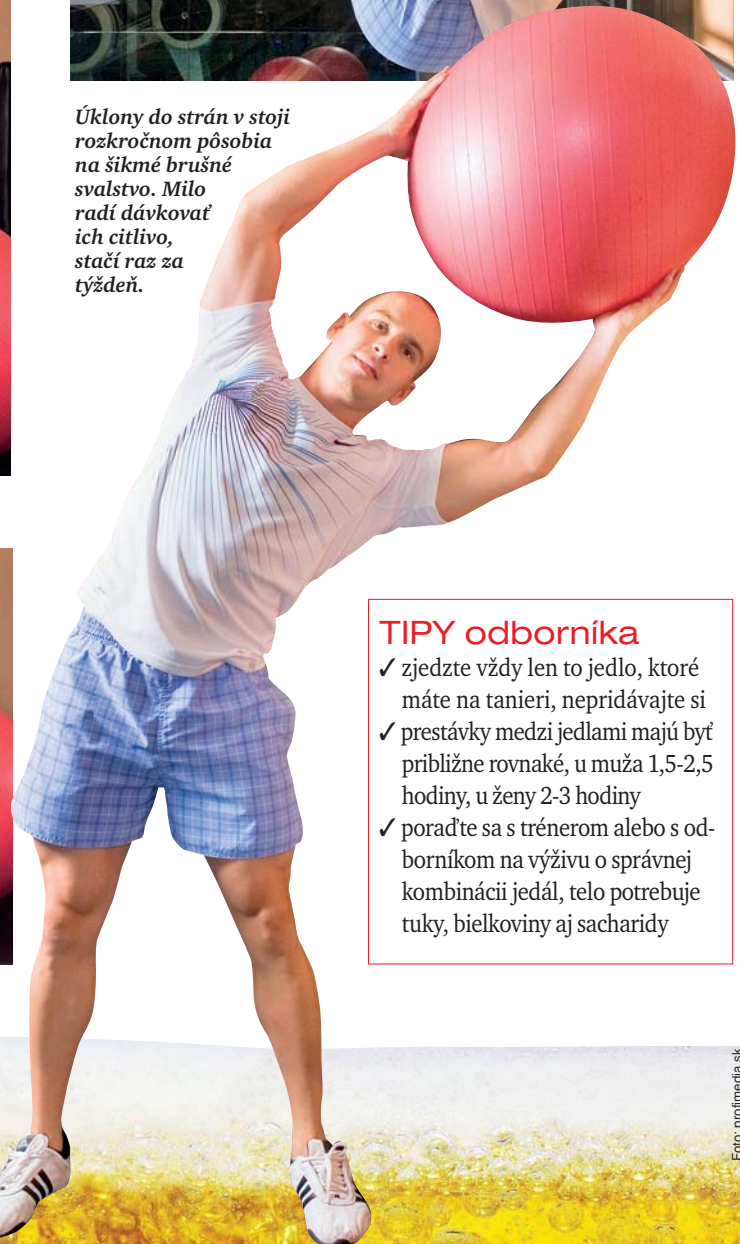 Úklony do strán v stoji
rozkročnom pôsobia
na šikmé brušné
svalstvo. Milo
radí dávkovať
ich citlivo,
stačí raz za
týždeň.
TIPY odborníka
✓ zjedzte vždy len to jedlo, ktoré
máte na tanieri, nepridávajte si
✓ prestávky medzi jedlami majú byť
približne rovnaké, u muža 1,5-2,5
hodiny, u ženy 2-3 hodiny
✓ poraďte sa s trénerom alebo s od-
borníkom na výživu o správnej
kombinácii jedál, telo potrebuje
tuky, bielkoviny aj sacharidy
Foto: profimedia.sk